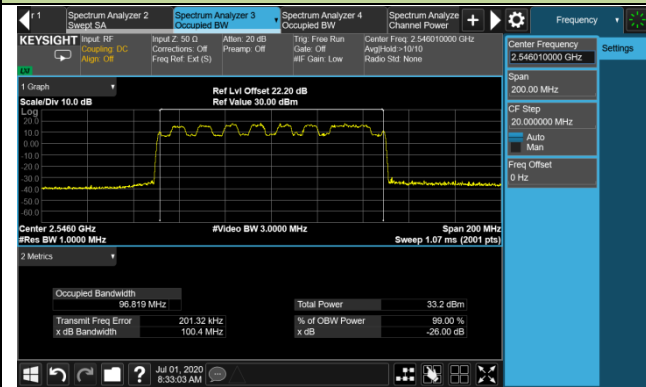 r 1
Spectrum Analyzer 2
Swept SA
Spectrum Analyzer 3
Occupied BW
Spectrum Analyzer 4
Occupied BW
Spectrum Analyze
Channel Power
Frequency
KEYSIGHT
Input: RF
Coupling: DC
Align: Off
Input Z: 50 Ω
Corrections: Off
Freq Ref: Ext (S)
Atten: 20 dB
Preamp: Off
Trig: Free Run
Gate: Off
#IF Gain: Low
Center Freq: 2.546010000 GHz
Avg|Hold:>10/10
Radio Std: None
Center Frequency
2.546010000 GHz
Settings
Span
200.00 MHz
CF Step
20.000000 MHz
Auto
Man
Freq Offset
0 Hz
1 Graph
Scale/Div 10.0 dB
Ref Lvl Offset 22.20 dB
Ref Value 30.00 dBm
Log
20.0
10.0
0.00
-10.0
-20.0
-30.0
-40.0
-50.0
-60.0
Center 2.5460 GHz
#Res BW 1.0000 MHz
#Video BW 3.0000 MHz
Span 200 MHz
Sweep 1.07 ms (2001 pts)
2 Metrics
Occupied Bandwidth
96.819 MHz
Total Power 33.2 dBm
Transmit Freq Error 201.32 kHz
% of OBW Power 99.00 %
x dB Bandwidth 100.4 MHz
x dB -26.00 dB
Jul 01, 2020
8:33:03 AM